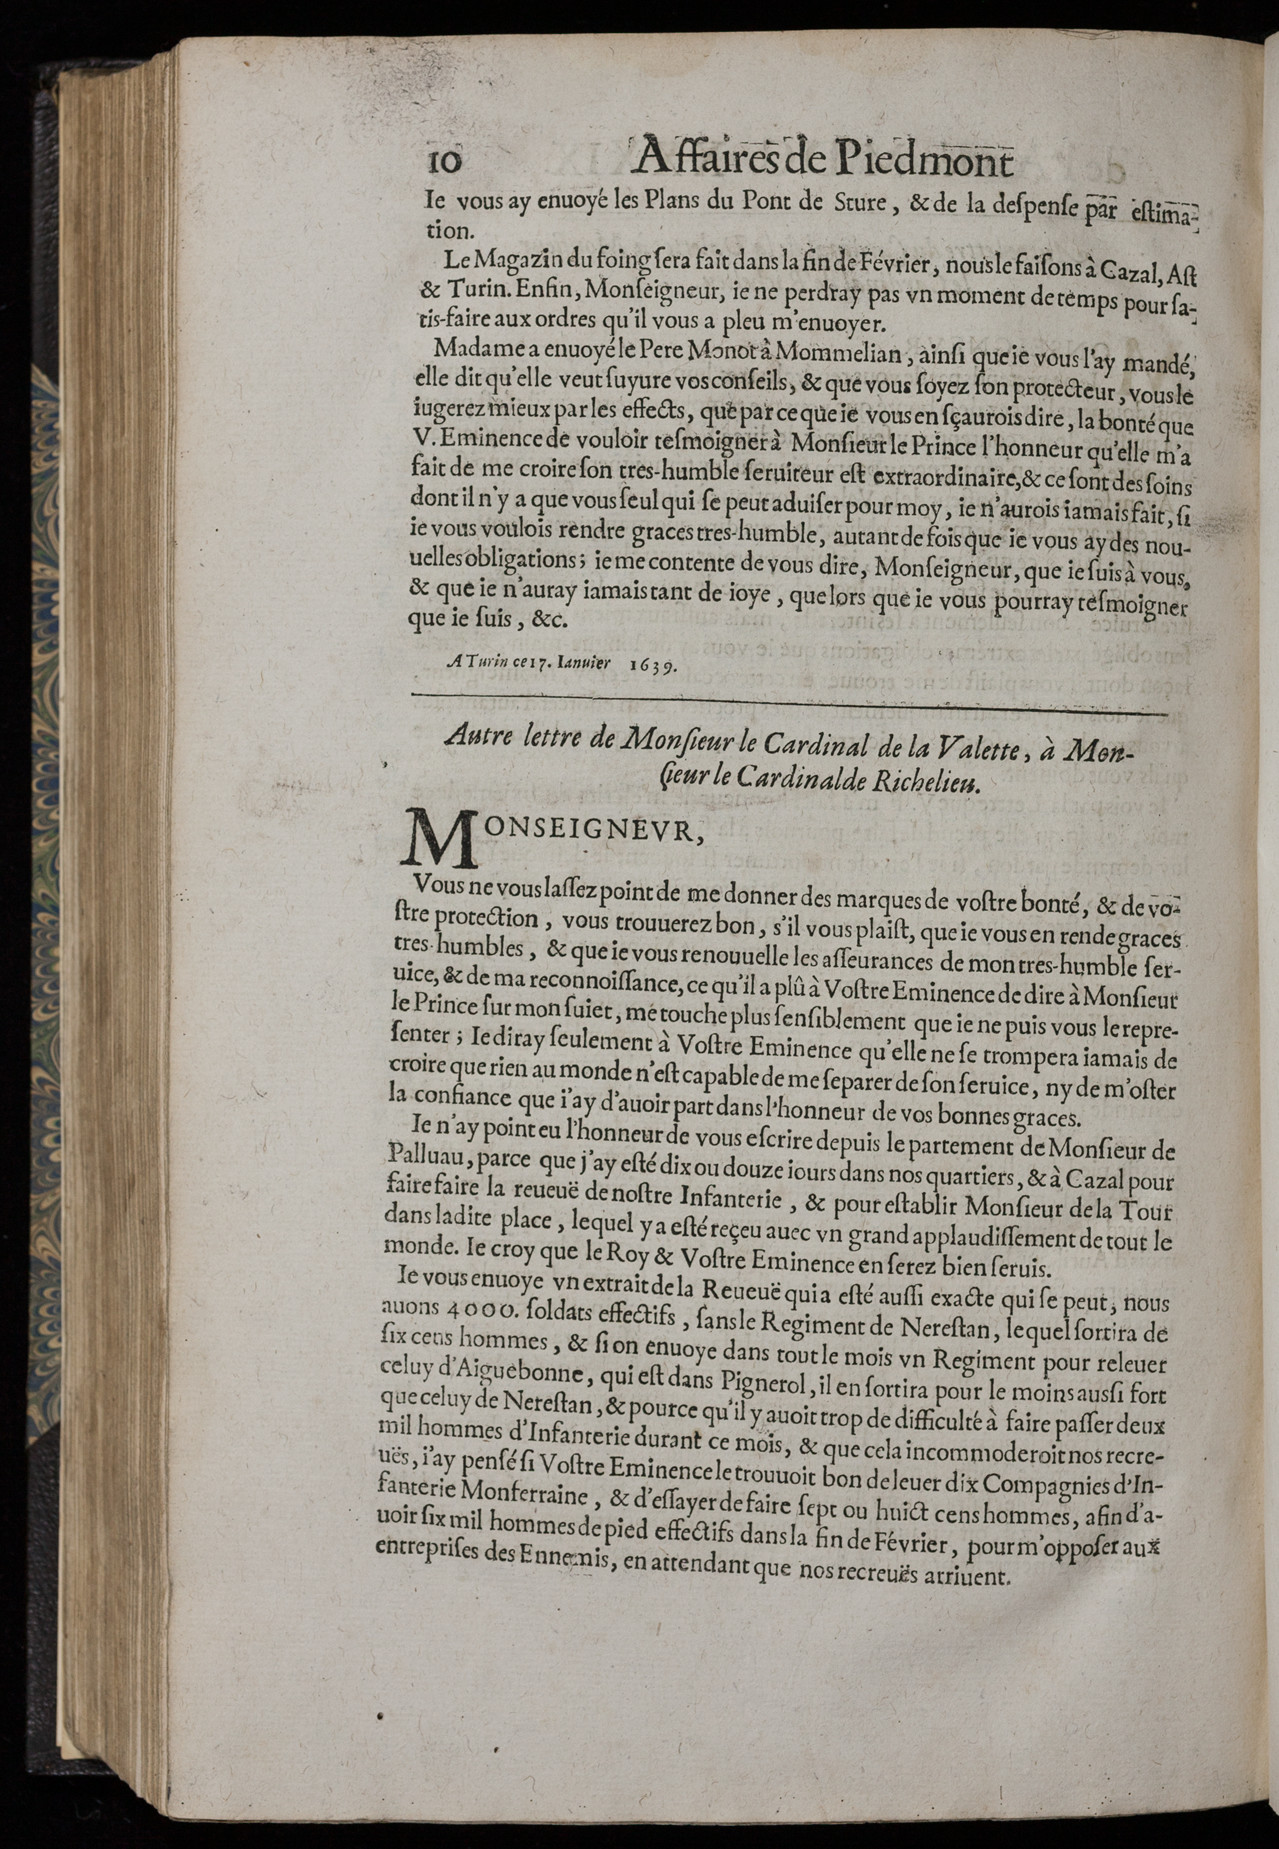 10 Affaires de Piedmont
Ie vous ay enuoyé les Plans du Pont de Sture, & de la deſpenſe par eſtima-
tion.
Le Magazin du foing ſera fait dans la fin de Février, nous le faiſons à Cazal, Aſt
& Turin. Enfin, Monſeigneur, ie ne perdray pas vn moment de temps pour ſa-
tis-faire aux ordres qu'il vous a pleu m'enuoyer.
Madame a enuoyé le Pere Monot à Mommelian, ainſi que ie vous l'ay mandé,
elle dit qu'elle veut ſuyure vos conſeils, & que vous ſoyez ſon protecteur, vous le
iugerez mieux par les effects, que par ce que ie vous en ſçaurois dire, la bonté que
V. Eminence de vouloir teſmoigner à Monſieur le Prince l'honneur qu'elle m'a
fait de me croire ſon tres-humble ſeruiteur eſt extraordinaire, & ce ſont des ſoins
dont il n'y a que vous ſeul qui ſe peut aduiſer pour moy, ie n'aurois iamais fait, ſi
ie vous voulois rendre graces tres-humble, autant de fois que ie vous ay des nou-
uelles obligations; ie me contente de vous dire, Monſeigneur, que ie ſuis à vous,
& que ie n'auray iamais tant de ioye, que lors que ie vous pourray teſmoigner
que ie ſuis, &c.
A Turin ce 17. Ianuier 1639.
Autre lettre de Monſieur le Cardinal de la Valette, à Mon-
ſieur le Cardinal de Richelieu.
MONSEIGNEVR,
Vous ne vous laſſez point de me donner des marques de voſtre bonté, & de vo-
ſtre protection, vous trouuerez bon, s'il vous plaiſt, que ie vous en rende graces
tres-humbles, & que ie vous renouuelle les aſſeurances de mon tres-humble ſer-
uice, & de ma reconnoiſſance, ce qu'il a plû à Voſtre Eminence de dire à Monſieur
le Prince ſur mon ſuiet, me touche plus ſenſiblement que ie ne puis vous le repre-
ſenter; Ie diray ſeulement à Voſtre Eminence qu'elle ne ſe trompera iamais de
croire que rien au monde n'eſt capable de me ſeparer de ſon ſeruice, ny de m'oſter
la confiance que i'ay d'auoir part dans l'honneur de vos bonnes graces.
Ie n'ay point eu l'honneur de vous eſcrire depuis le partement de Monſieur de
Palluau, parce que j'ay eſté dix ou douze iours dans nos quartiers, & à Cazal pour
faire faire la reueuë de noſtre Infanterie, & pour eſtablir Monſieur de la Tour
dans ladite place, lequel y a eſté reçeu auec vn grand applaudiſſement de tout le
monde. Ie croy que le Roy & Voſtre Eminence en ſerez bien ſeruis.
Ie vous enuoye vn extrait de la Reueuë qui a eſté auſſi exacte qui ſe peut, nous
auons 4000. ſoldats effectifs, ſans le Regiment de Nereſtan, lequel ſortira de
ſix cens hommes, & ſi on enuoye dans tout le mois vn Regiment pour releuer
celuy d'Aiguebonne, qui eſt dans Pignerol, il en ſortira pour le moins ausſi fort
que celuy de Nereſtan, & pource qu'il y auoit trop de difficulté à faire paſſer deux
mil hommes d'Infanterie durant ce mois, & que cela incommoderoit nos recre-
uës, i'ay penſé ſi Voſtre Eminence le trouuoit bon de leuer dix Compagnies d'In-
fanterie Monferraine, & d'eſſayer de faire ſept ou huict cens hommes, afin d'a-
uoir ſix mil hommes de pied effectifs dans la fin de Février, pour m'oppoſer aux
entrepriſes des Ennemis, en attendant que nos recreuës arriuent.